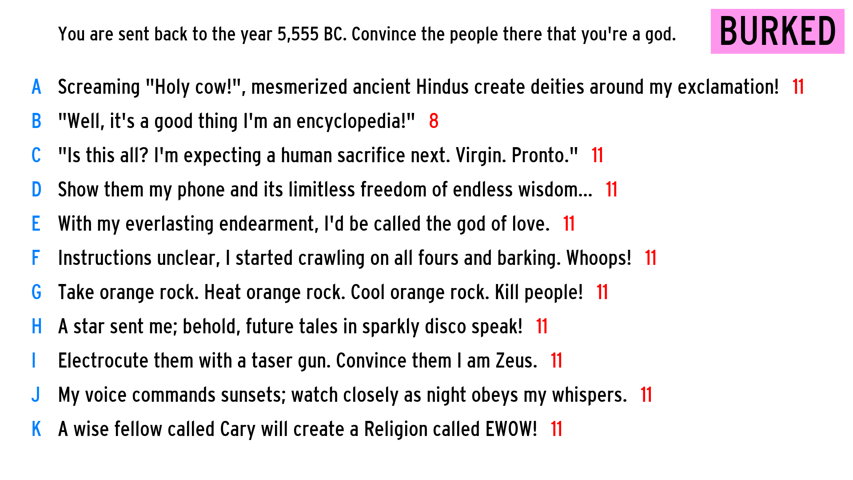 You are sent back to the year 5,555 BC. Convince the people there that you're a god.
BURKED
A Screaming "Holy cow!", mesmerized ancient Hindus create deities around my exclamation! 11
B "Well, it's a good thing I'm an encyclopedia!" 8
C "Is this all? I'm expecting a human sacrifice next. Virgin. Pronto." 11
D Show them my phone and its limitless freedom of endless wisdom... 11
E With my everlasting endearment, I'd be called the god of love. 11
F Instructions unclear, I started crawling on all fours and barking. Whoops! 11
G Take orange rock. Heat orange rock. Cool orange rock. Kill people! 11
H A star sent me; behold, future tales in sparkly disco speak! 11
I Electrocute them with a taser gun. Convince them I am Zeus. 11
J My voice commands sunsets; watch closely as night obeys my whispers. 11
K A wise fellow called Cary will create a Religion called EWOW! 11